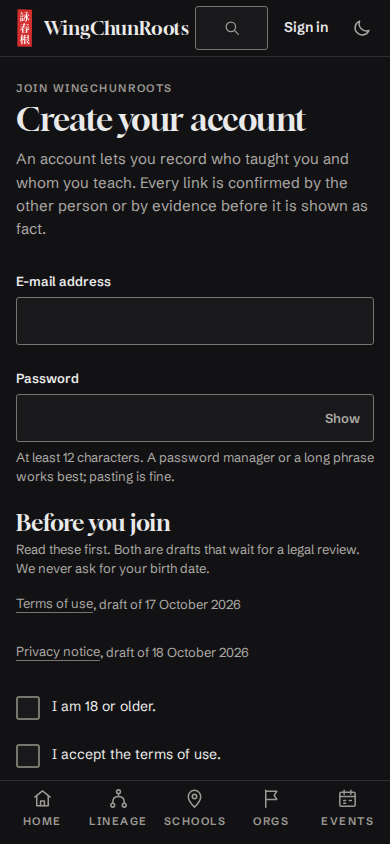 詠春根
WingChunRoots
Sign in
JOIN WINGCHUNROOTS
Create your account
An account lets you record who taught you and
whom you teach. Every link is confirmed by the
other person or by evidence before it is shown as
fact.
E-mail address
Password
Show
At least 12 characters. A password manager or a long phrase
works best; pasting is fine.
Before you join
Read these first. Both are drafts that wait for a legal review.
We never ask for your birth date.
Terms of use, draft of 17 October 2026
Privacy notice, draft of 18 October 2026
I am 18 or older.
I accept the terms of use.
HOME
LINEAGE
SCHOOLS
ORGS
EVENTS